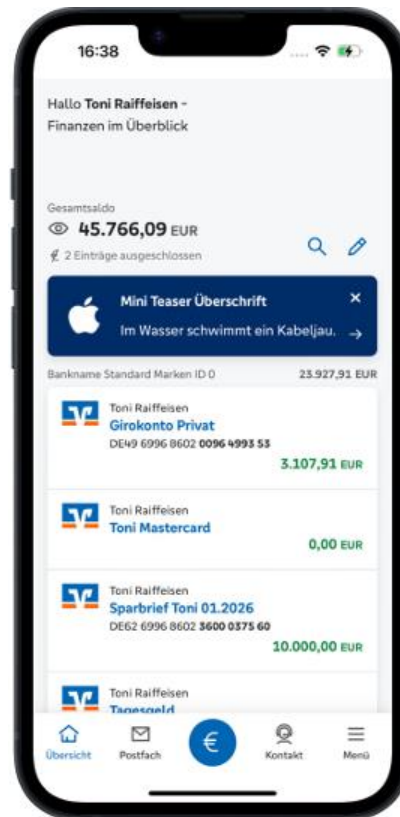 16:38
Hallo Toni Raiffeisen -
Finanzen im Überblick
Gesamtsaldo
45.766,09 EUR
2 Einträge ausgeschlossen
Mini Teaser Überschrift
Im Wasser schwimmt ein Kabeljau.
Bankname Standard Marken ID 0 23.927,91 EUR
Toni Raiffeisen
Girokonto Privat
DE49 6996 8602 0096 4993 53
3.107,91 EUR
Toni Raiffeisen
Toni Mastercard
0,00 EUR
Toni Raiffeisen
Sparbrief Toni 01.2026
DE62 6996 8602 3600 0375 60
10.000,00 EUR
Toni Raiffeisen
Tagesgeld
Übersicht Postfach € Kontakt Menü